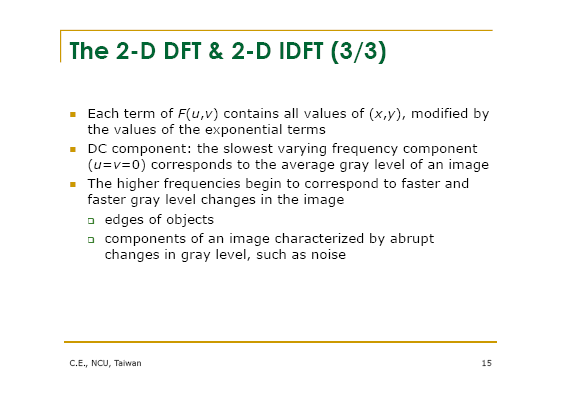 The 2-D DFT & 2-D IDFT (3/3)
Each term of F(u,v) contains all values of (x,y), modified by
the values of the exponential terms
DC component: the slowest varying frequency component
(u=v=0) corresponds to the average gray level of an image
The higher frequencies begin to correspond to faster and
faster gray level changes in the image
edges of objects
components of an image characterized by abrupt
changes in gray level, such as noise
C.E., NCU, Taiwan
15